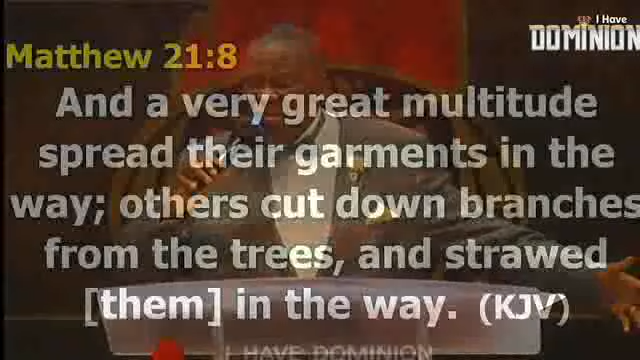 I Have
DOMINION
Matthew 21:8
And a very great multitude
spread their garments in the
way; others cut down branches
from the trees, and strawed
[them] in the way. (KJV)
I HAVE DOMINION